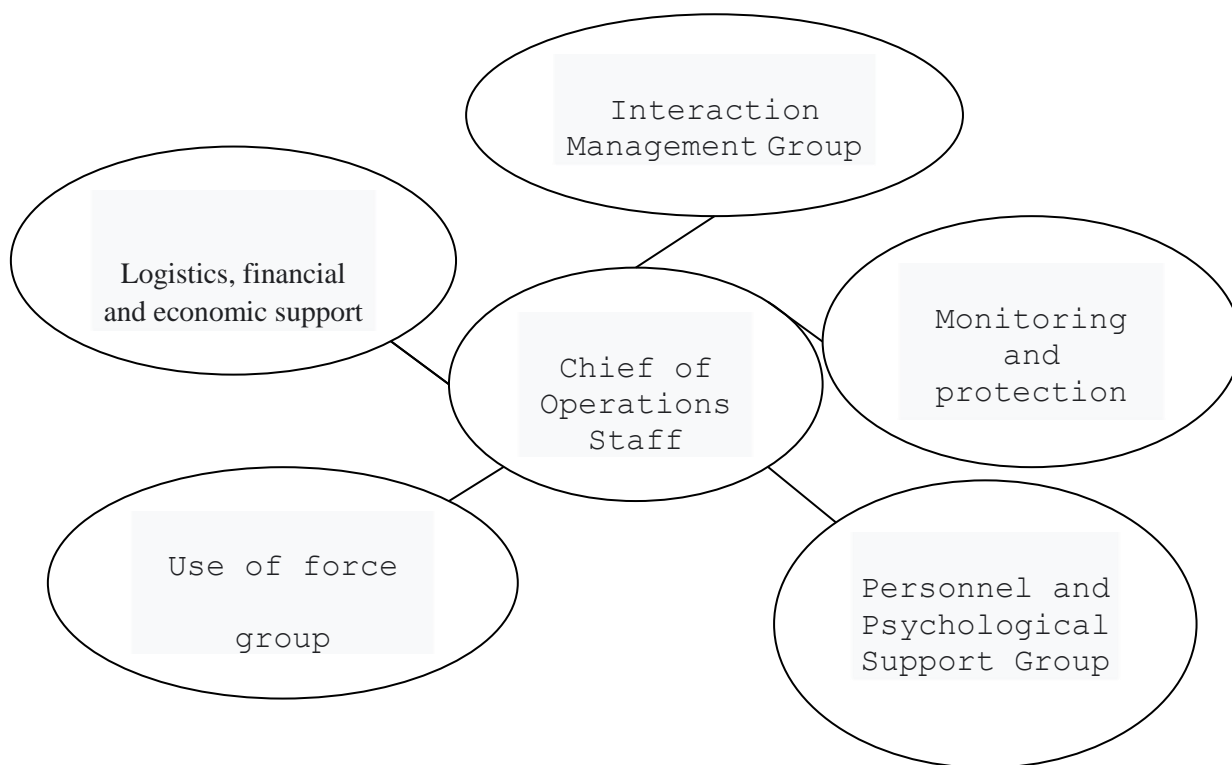 Interaction
Management Group
Logistics, financial
and economic support
Monitoring
and
protection
Chief of
Operations
Staff
Use of force
group
Personnel and
Psychological
Support Group